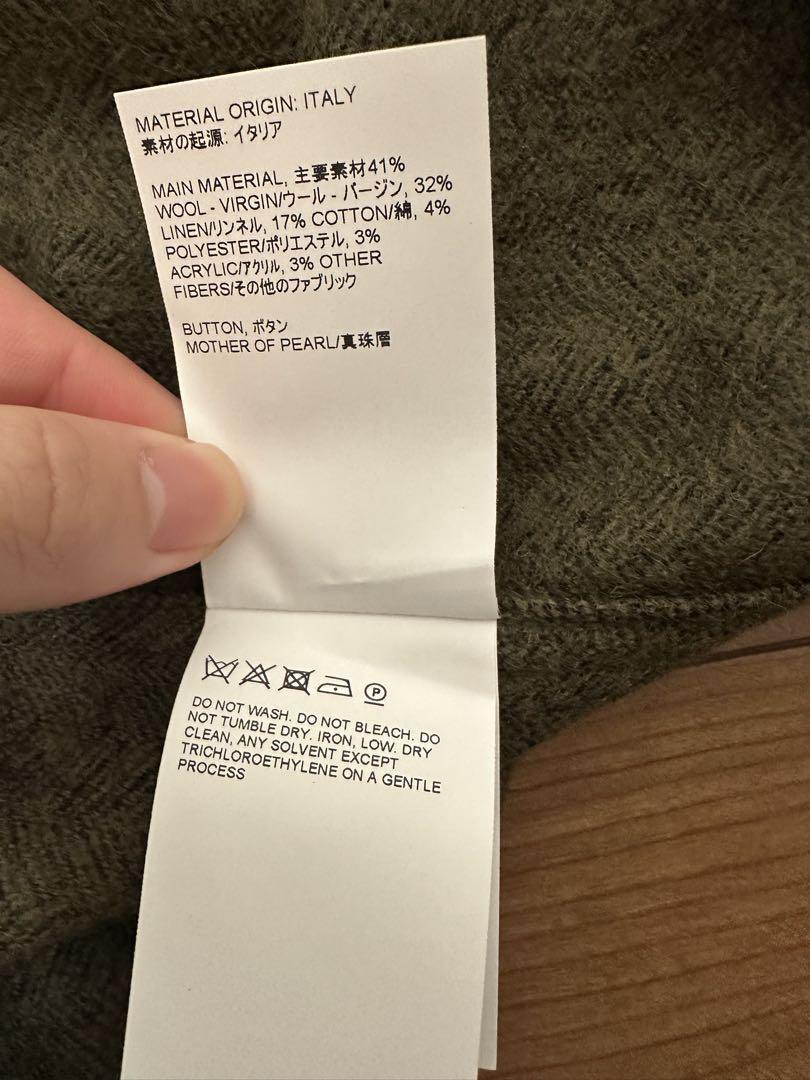 MATERIAL ORIGIN: ITALY
素材の起源: イタリア
MAIN MATERIAL, 主要素材41%
WOOL - VIRGIN/ウール - バージン, 32%
LINEN/リンネル, 17% COTTON/綿, 4%
POLYESTER/ポリエステル, 3%
ACRYLIC/アクリル, 3% OTHER
FIBERS/その他のファブリック
BUTTON, ボタン
MOTHER OF PEARL/真珠層
P
DO NOT WASH. DO NOT BLEACH. DO
NOT TUMBLE DRY. IRON, LOW. DRY
CLEAN, ANY SOLVENT EXCEPT
TRICHLOROETHYLENE ON A GENTLE
PROCESS